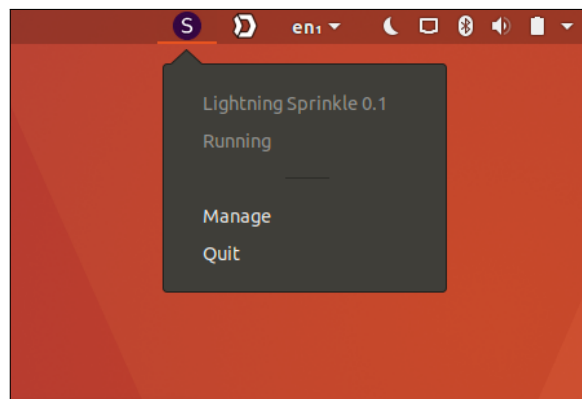 S
en₁
Lightning Sprinkle 0.1
Running
Manage
Quit